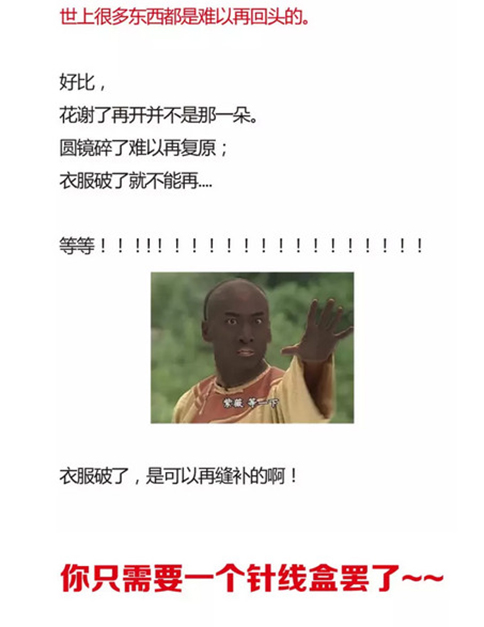 世上很多东西都是难以再回头的。
好比，
花谢了再开并不是那一朵。
圆镜碎了难以再复原；
衣服破了就不能再....
等等！！!!!！！！！！！！！！！！！！！！！！！
紫薇 等一下
衣服破了，是可以再缝补的啊！
你只需要一个针线盒罢了~~